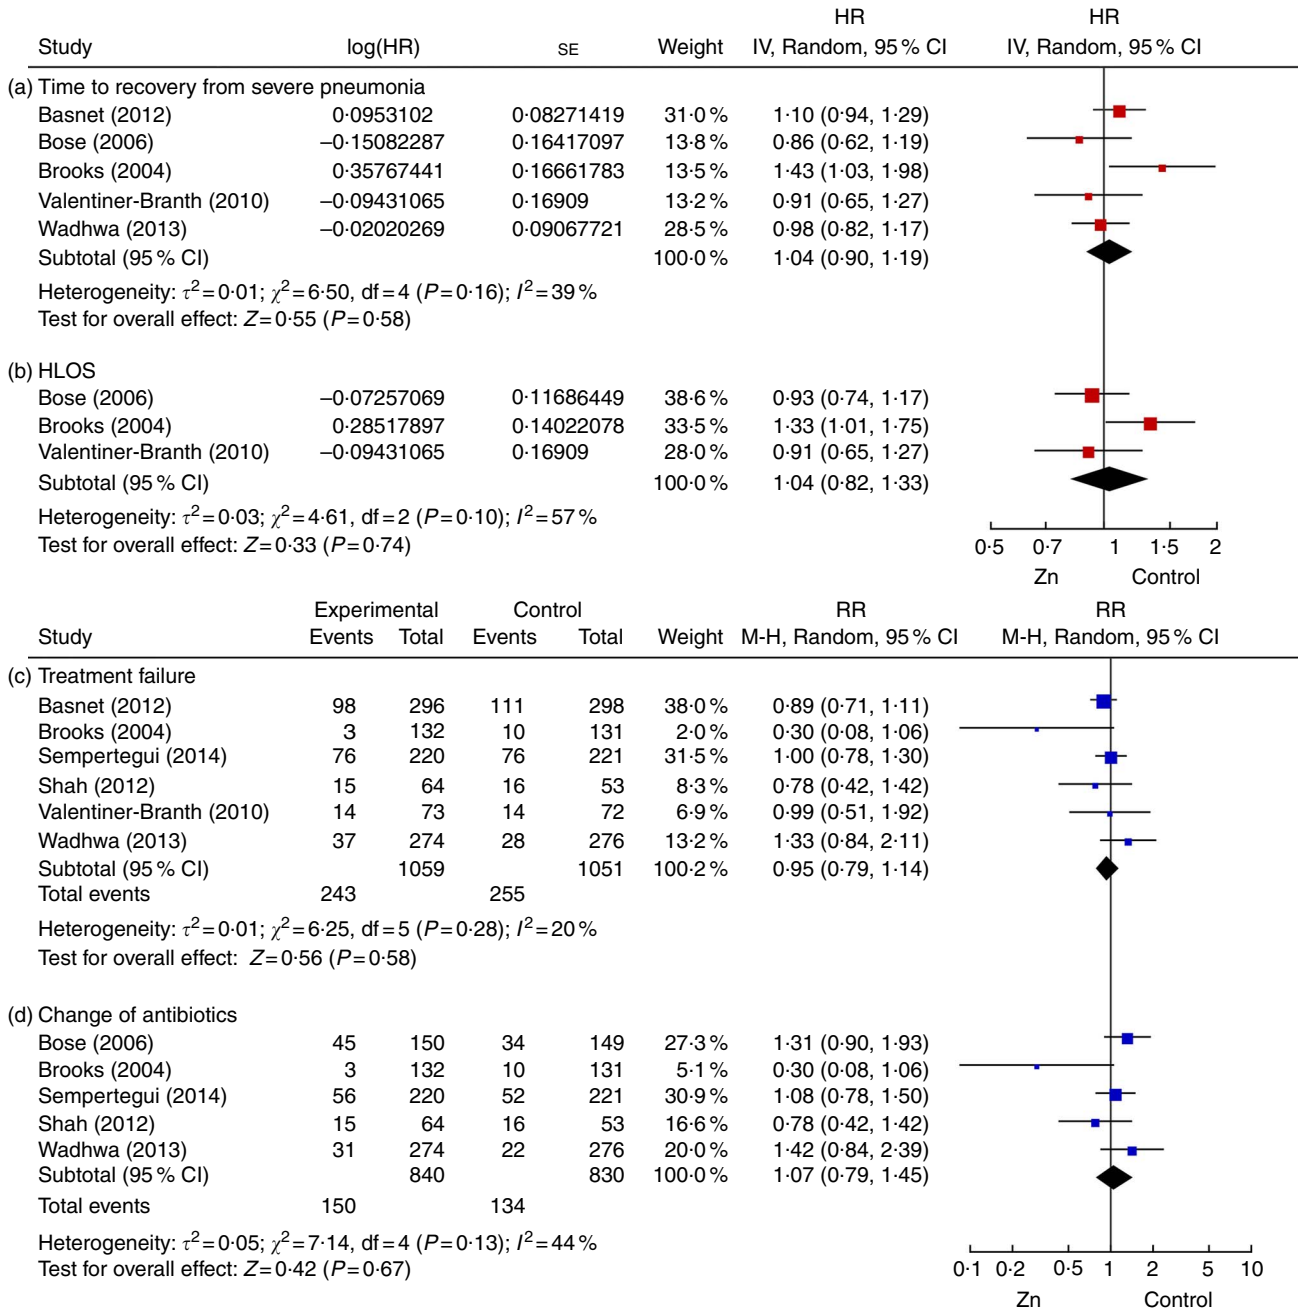 HR HR
Study log(HR) SE Weight IV, Random, 95 % CI IV, Random, 95 % CI
(a) Time to recovery from severe pneumonia
Basnet (2012) 0·0953102 0·08271419 31·0 % 1·10 (0·94, 1·29)
Bose (2006) –0·15082287 0·16417097 13·8 % 0·86 (0·62, 1·19)
Brooks (2004) 0·35767441 0·16661783 13·5 % 1·43 (1·03, 1·98)
Valentiner-Branth (2010) –0·09431065 0·16909 13·2 % 0·91 (0·65, 1·27)
Wadhwa (2013) –0·02020269 0·09067721 28·5 % 0·98 (0·82, 1·17)
Subtotal (95 % CI) 100·0 % 1·04 (0·90, 1·19)
Heterogeneity: τ²=0·01; χ²=6·50, df=4 (P=0·16); I²=39 %
Test for overall effect: Z=0·55 (P=0·58)
(b) HLOS
Bose (2006) –0·07257069 0·11686449 38·6 % 0·93 (0·74, 1·17)
Brooks (2004) 0·28517897 0·14022078 33·5 % 1·33 (1·01, 1·75)
Valentiner-Branth (2010) –0·09431065 0·16909 28·0 % 0·91 (0·65, 1·27)
Subtotal (95 % CI) 100·0 % 1·04 (0·82, 1·33)
Heterogeneity: τ²=0·03; χ²=4·61, df=2 (P=0·10); I²=57 %
Test for overall effect: Z=0·33 (P=0·74)
0·5 0·7 1 1·5 2
Zn Control
Experimental Control RR RR
Study Events Total Events Total Weight M-H, Random, 95 % CI M-H, Random, 95 % CI
(c) Treatment failure
Basnet (2012) 98 296 111 298 38·0 % 0·89 (0·71, 1·11)
Brooks (2004) 3 132 10 131 2·0 % 0·30 (0·08, 1·06)
Sempertegui (2014) 76 220 76 221 31·5 % 1·00 (0·78, 1·30)
Shah (2012) 15 64 16 53 8·3 % 0·78 (0·42, 1·42)
Valentiner-Branth (2010) 14 73 14 72 6·9 % 0·99 (0·51, 1·92)
Wadhwa (2013) 37 274 28 276 13·2 % 1·33 (0·84, 2·11)
Subtotal (95 % CI) 1059 1051 100·2 % 0·95 (0·79, 1·14)
Total events 243 255
Heterogeneity: τ²=0·01; χ²=6·25, df=5 (P=0·28); I²=20 %
Test for overall effect: Z=0·56 (P=0·58)
(d) Change of antibiotics
Bose (2006) 45 150 34 149 27·3 % 1·31 (0·90, 1·93)
Brooks (2004) 3 132 10 131 5·1 % 0·30 (0·08, 1·06)
Sempertegui (2014) 56 220 52 221 30·9 % 1·08 (0·78, 1·50)
Shah (2012) 15 64 16 53 16·6 % 0·78 (0·42, 1·42)
Wadhwa (2013) 31 274 22 276 20·0 % 1·42 (0·84, 2·39)
Subtotal (95 % CI) 840 830 100·0 % 1·07 (0·79, 1·45)
Total events 150 134
Heterogeneity: τ²=0·05; χ²=7·14, df=4 (P=0·13); I²=44 %
Test for overall effect: Z=0·42 (P=0·67)
0·1 0·2 0·5 1 2 5 10
Zn Control